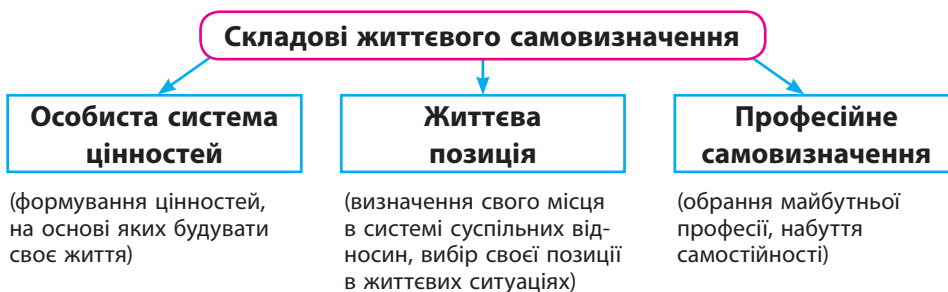 Складові життєвого самовизначення
Особиста система
цінностей
(формування цінностей,
на основі яких будувати
своє життя)
Життєва
позиція
(визначення свого місця
в системі суспільних від-
носин, вибір своєї позиції
в життєвих ситуаціях)
Професійне
самовизначення
(обрання майбутньої
професії, набуття
самостійності)